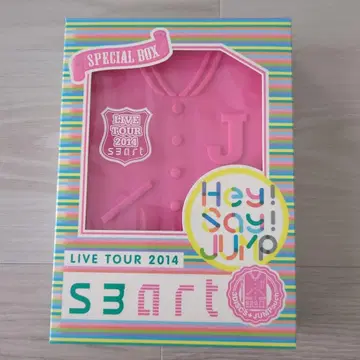 SPECIAL BOX
LIVE
TOUR
2014
s3art
J
Hey!
Say!
JUMP
LIVE TOUR 2014
s3art